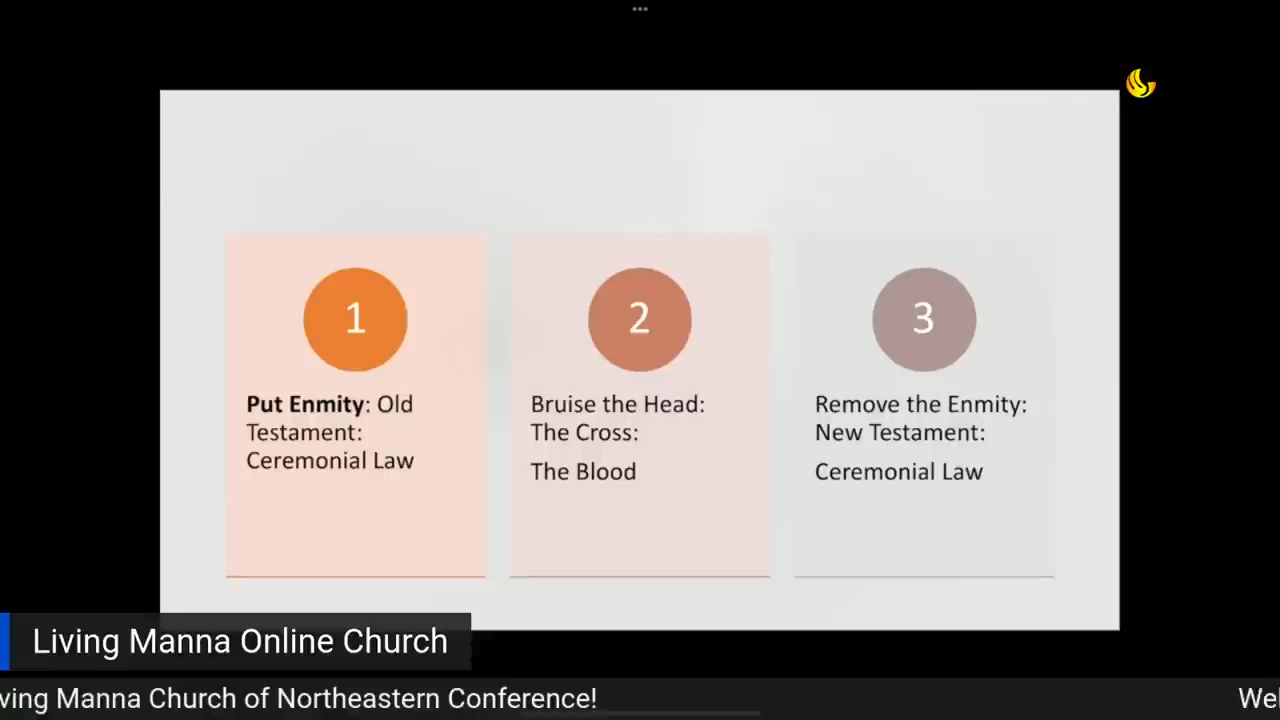 1
Put Enmity: Old
Testament:
Ceremonial Law
2
Bruise the Head:
The Cross:
The Blood
3
Remove the Enmity:
New Testament:
Ceremonial Law
Living Manna Online Church
ving Manna Church of Northeastern Conference!
Wel